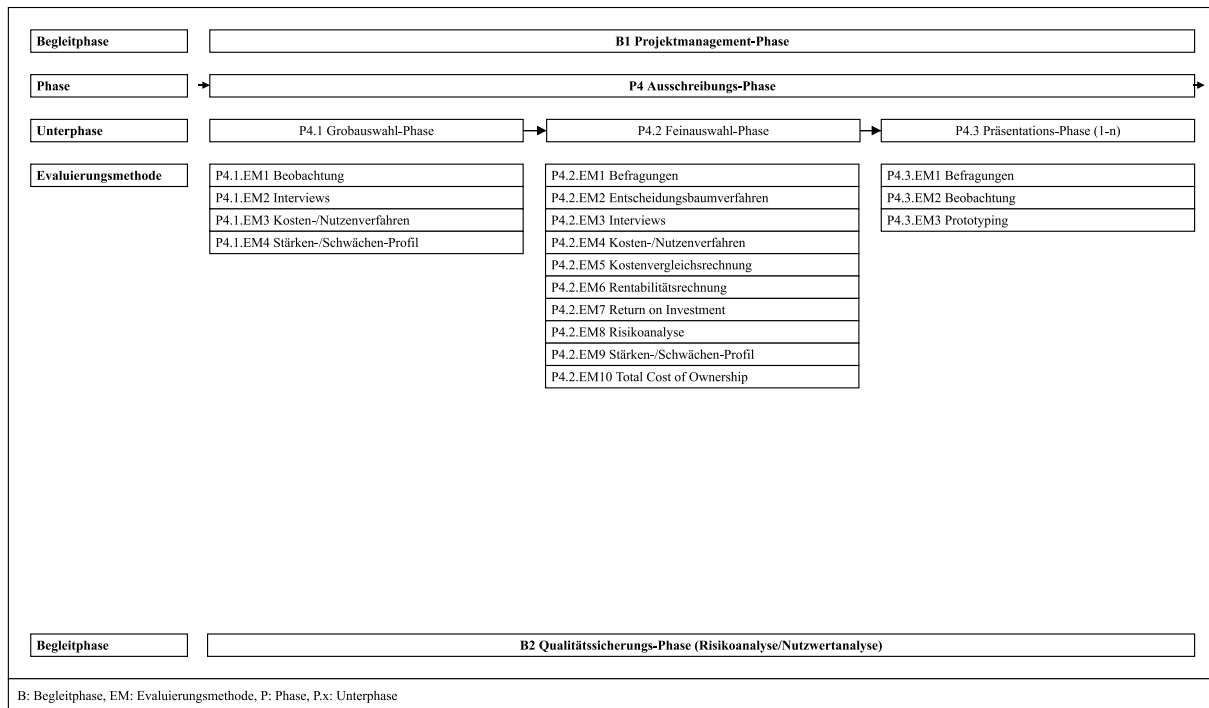 Begleitphase
B1 Projektmanagement-Phase
Phase
P4 Ausschreibungs-Phase
Unterphase
P4.1 Grobauswahl-Phase
P4.2 Feinauswahl-Phase
P4.3 Präsentations-Phase (1-n)
Evaluierungsmethode
P4.1.EM1 Beobachtung
P4.1.EM2 Interviews
P4.1.EM3 Kosten-/Nutzenverfahren
P4.1.EM4 Stärken-/Schwächen-Profil
P4.2.EM1 Befragungen
P4.2.EM2 Entscheidungsbaumverfahren
P4.2.EM3 Interviews
P4.2.EM4 Kosten-/Nutzenverfahren
P4.2.EM5 Kostenvergleichsrechnung
P4.2.EM6 Rentabilitätsrechnung
P4.2.EM7 Return on Investment
P4.2.EM8 Risikoanalyse
P4.2.EM9 Stärken-/Schwächen-Profil
P4.2.EM10 Total Cost of Ownership
P4.3.EM1 Befragungen
P4.3.EM2 Beobachtung
P4.3.EM3 Prototyping
Begleitphase
B2 Qualitätssicherungs-Phase (Risikoanalyse/Nutzwertanalyse)
B: Begleitphase, EM: Evaluierungsmethode, P: Phase, P.x: Unterphase